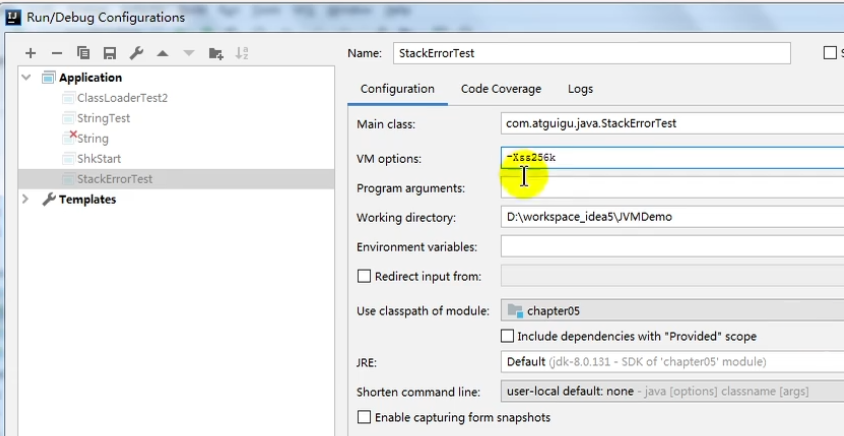 Run/Debug Configurations
Name: StackErrorTest
Application
ClassLoaderTest2
StringTest
String
ShkStart
StackErrorTest
Templates
Configuration Code Coverage Logs
Main class: com.atguigu.java.StackErrorTest
VM options: -Xss256k
Program arguments:
Working directory: D:\workspace_idea5\JVMDemo
Environment variables:
Redirect input from:
Use classpath of module: chapter05
Include dependencies with "Provided" scope
JRE: Default (jdk-8.0.131 - SDK of 'chapter05' module)
Shorten command line: user-local default: none - java [options] classname [args]
Enable capturing form snapshots